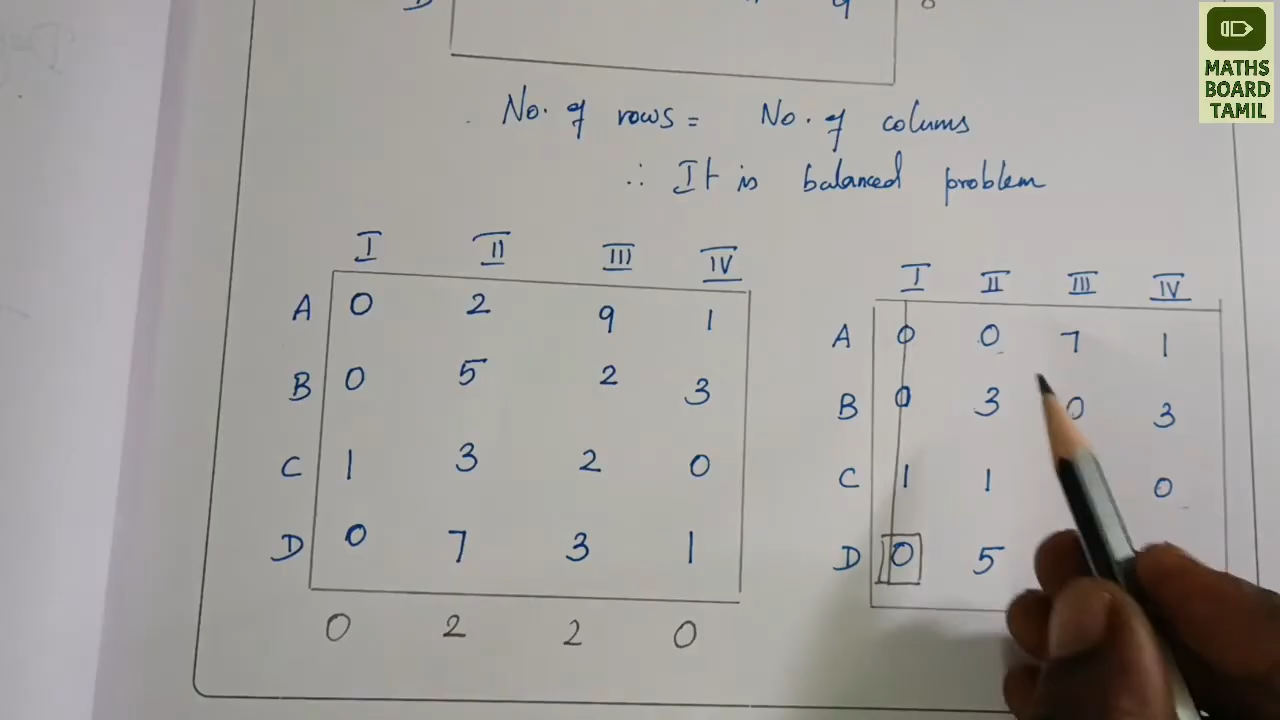 D 9 8
No. of rows = No. of colums
∴ It is balanced problem
I II III IV
A 0 2 9 1
B 0 5 2 3
C 1 3 2 0
D 0 7 3 1
0 2 2 0
I II III IV
A 0 0 7 1
B 0 3 0 3
C 1 1 0
D 0 5
MATHS
BOARD
TAMIL